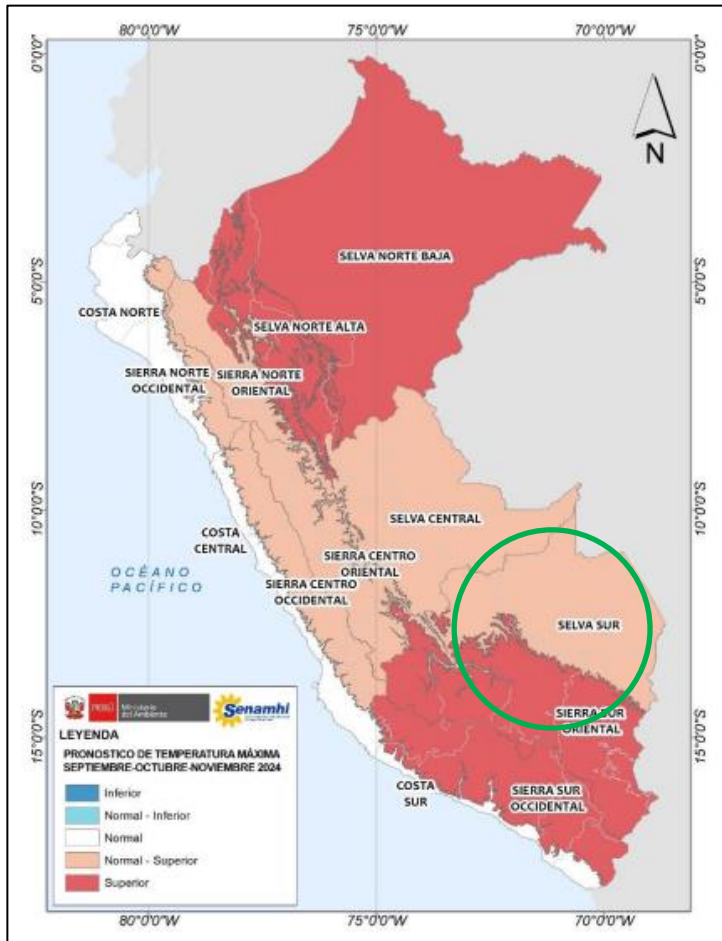 80°0'0"W 75°0'0"W 70°0'0"W
0°0'0"
0°0'0"
N
SELVA NORTE BAJA
5°0'0"S
5°0'0"S
COSTA NORTE
SELVA NORTE ALTA
SIERRA NORTE
OCCIDENTAL
SIERRA NORTE
ORIENTAL
10°0'0"S
10°0'0"S
SELVA CENTRAL
COSTA
CENTRAL
SIERRA CENTRO
ORIENTAL
OCÉANO
PACÍFICO
SIERRA CENTRO
OCCIDENTAL
SELVA SUR
SIERRA SUR
ORIENTAL
15°0'0"S
15°0'0"S
COSTA
SUR
SIERRA SUR
OCCIDENTAL
PERÚ
Ministerio
del Ambiente
Senamhi
LEYENDA
PRONOSTICO DE TEMPERATURA MÁXIMA
SEPTIEMBRE-OCTUBRE-NOVIEMBRE 2024
Inferior
Normal - Inferior
Normal
Normal - Superior
Superior
80°0'0"W 75°0'0"W 70°0'0"W